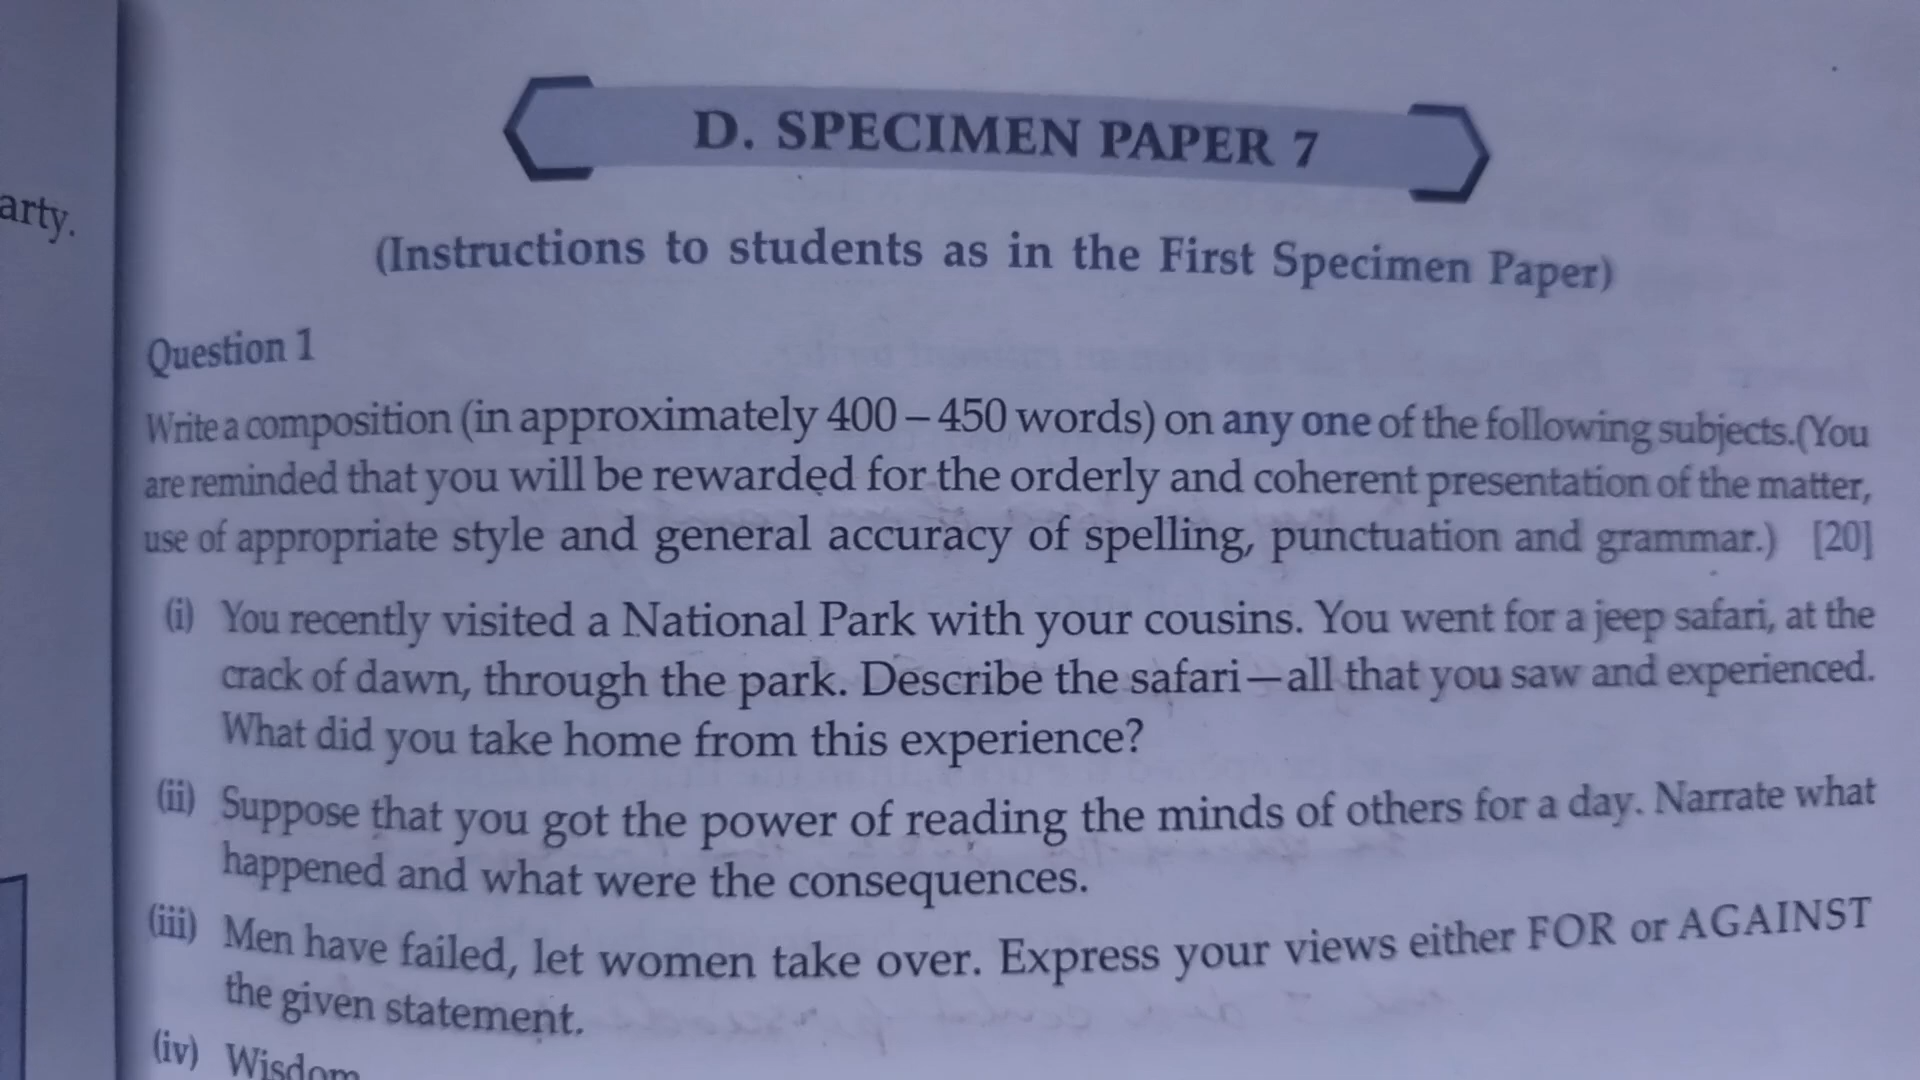 arty.
D. SPECIMEN PAPER 7
(Instructions to students as in the First Specimen Paper)
Question 1
Write a composition (in approximately 400 – 450 words) on any one of the following subjects.(You
are reminded that you will be rewarded for the orderly and coherent presentation of the matter,
use of appropriate style and general accuracy of spelling, punctuation and grammar.) [20]
(i) You recently visited a National Park with your cousins. You went for a jeep safari, at the
crack of dawn, through the park. Describe the safari—all that you saw and experienced.
What did you take home from this experience?
(ii) Suppose that you got the power of reading the minds of others for a day. Narrate what
happened and what were the consequences.
(iii) Men have failed, let women take over. Express your views either FOR or AGAINST
the given statement.
(iv) Wisdom